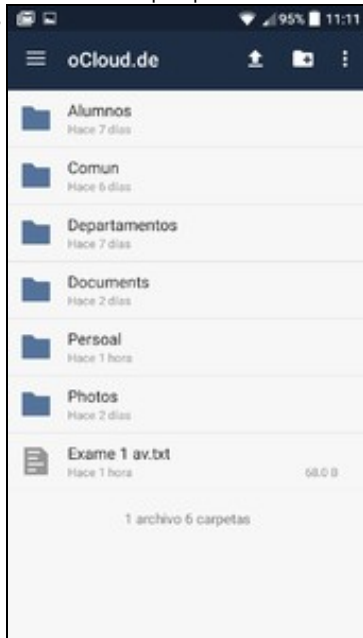 95% 11:11
oCloud.de
Alumnos
Hace 7 días
Comun
Hace 6 días
Departamentos
Hace 7 días
Documents
Hace 2 días
Persoal
Hace 1 hora
Photos
Hace 2 días
Exame 1 av.txt
Hace 1 hora 68.0 B
1 archivo 6 carpetas